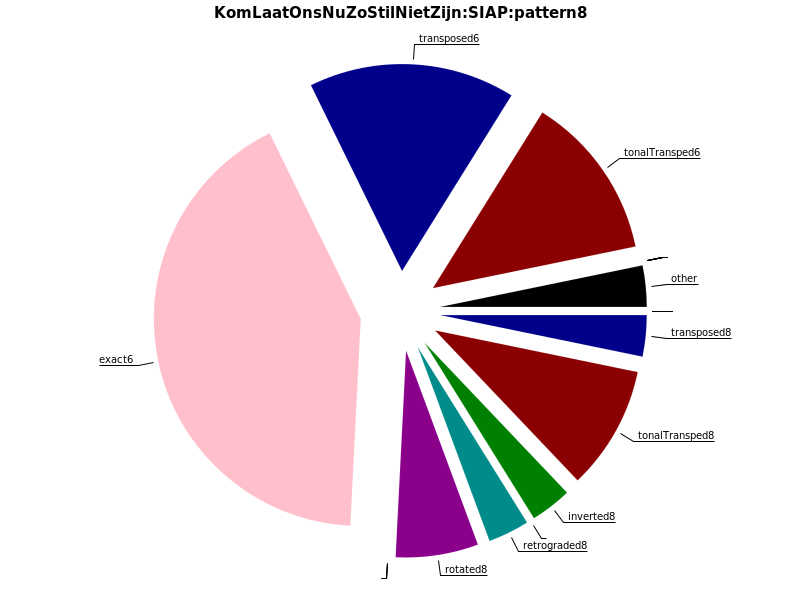 KomLaatOnsNuZoStilNietZijn:SIAP:pattern8
transposed6
tonalTransped6
other
transposed8
exact6
tonalTransped8
inverted8
retrograded8
rotated8